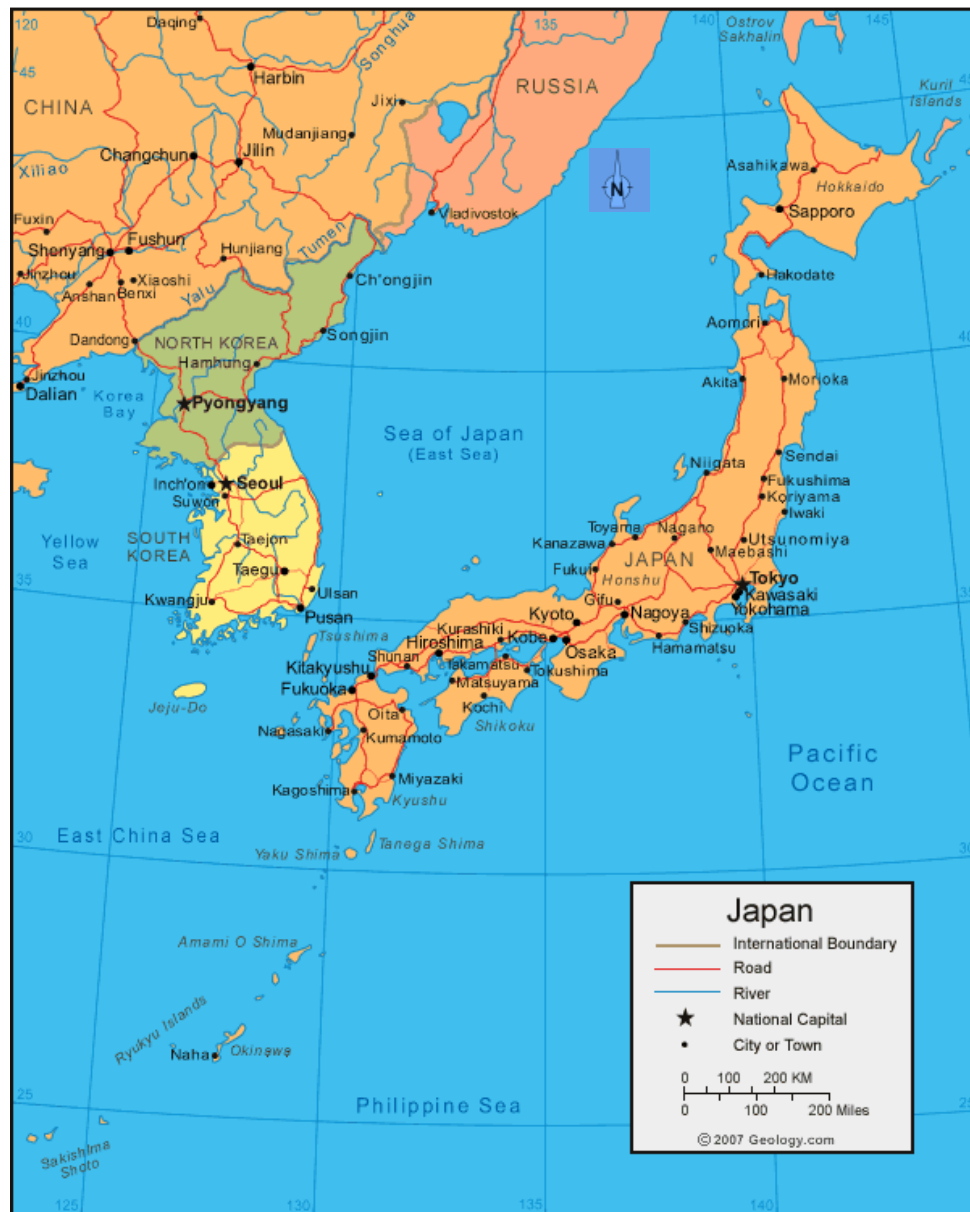 120
Daqing
135
140
Ostrov
Sakhalin
145
45
Harbin
Songhua
RUSSIA
Kuril
Islands
45
CHINA
Jixi
Mudanjiang
Changchun
Jilin
Xiliao
Asahikawa
Hokkaido
N
Sapporo
Vladivostok
Fuxin
Fushun
Shenyang
Hunjiang
Tumen
Jinzhou
Xiaoshi
Anshan
Benxi
Yalu
Ch'ongjin
Hakodate
40
Dandong
NORTH KOREA
Songjin
Hamhung
Aomori
40
Jinzhou
Dalian
Korea
Bay
Pyongyang
Akita
Morioka
Sea of Japan
(East Sea)
Sendai
Niigata
Inch'on
Seoul
Suwon
Fukushima
Koriyama
Iwaki
Yellow
Sea
SOUTH
KOREA
Taejon
Toyama
Nagano
Kanazawa
Utsunomiya
Maebashi
JAPAN
Taegu
Fukui
Honshu
Tokyo
Kawasaki
Yokohama
35
Kwangju
Ulsan
Pusan
Gifu
Kyoto
Nagoya
35
Tsushima
Kurashiki
Kobe
Shizuoka
Hiroshima
Osaka
Hamamatsu
Shunan
Takamatsu
Tokushima
Kitakyushu
Fukuoka
Matsuyama
Kochi
Shikoku
Jeju-Do
Oita
Nagasaki
Kumamoto
Pacific
Ocean
Miyazaki
Kagoshima
Kyushu
East China Sea
30
Yaku Shima
Tanega Shima
30
Japan
International Boundary
Road
River
National Capital
City or Town
0 100 200 KM
0 100 200 Miles
© 2007 Geology.com
Amami O Shima
Ryukyu Islands
Naha
Okinawa
25
Philippine Sea
Sakishima
Shoto
125
130
135
140